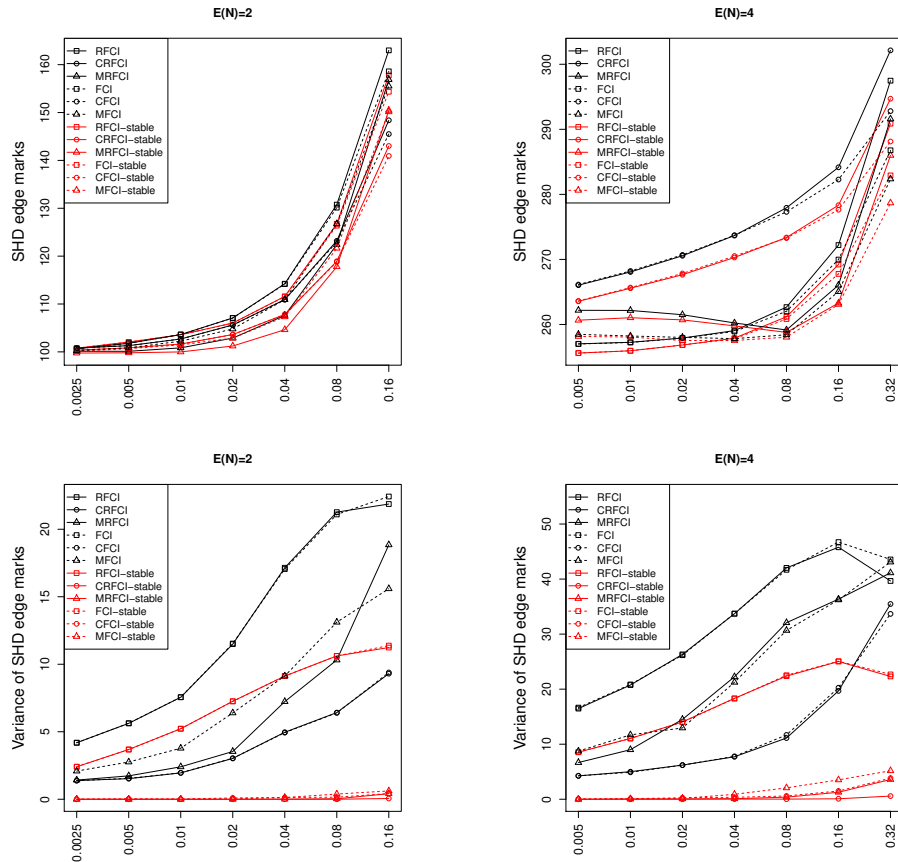 E(N)=2
SHD edge marks
100
110
120
130
140
150
160
RFCI
CRFCI
MRFCI
FCI
CFCI
MFCI
RFCI-stable
CRFCI-stable
MRFCI-stable
FCI-stable
CFCI-stable
MFCI-stable
0.0025
0.005
0.01
0.02
0.04
0.08
0.16
E(N)=4
SHD edge marks
260
270
280
290
300
RFCI
CRFCI
MRFCI
FCI
CFCI
MFCI
RFCI-stable
CRFCI-stable
MRFCI-stable
FCI-stable
CFCI-stable
MFCI-stable
0.005
0.01
0.02
0.04
0.08
0.16
0.32
E(N)=2
Variance of SHD edge marks
0
5
10
15
20
RFCI
CRFCI
MRFCI
FCI
CFCI
MFCI
RFCI-stable
CRFCI-stable
MRFCI-stable
FCI-stable
CFCI-stable
MFCI-stable
0.0025
0.005
0.01
0.02
0.04
0.08
0.16
E(N)=4
Variance of SHD edge marks
0
10
20
30
40
50
RFCI
CRFCI
MRFCI
FCI
CFCI
MFCI
RFCI-stable
CRFCI-stable
MRFCI-stable
FCI-stable
CFCI-stable
MFCI-stable
0.005
0.01
0.02
0.04
0.08
0.16
0.32